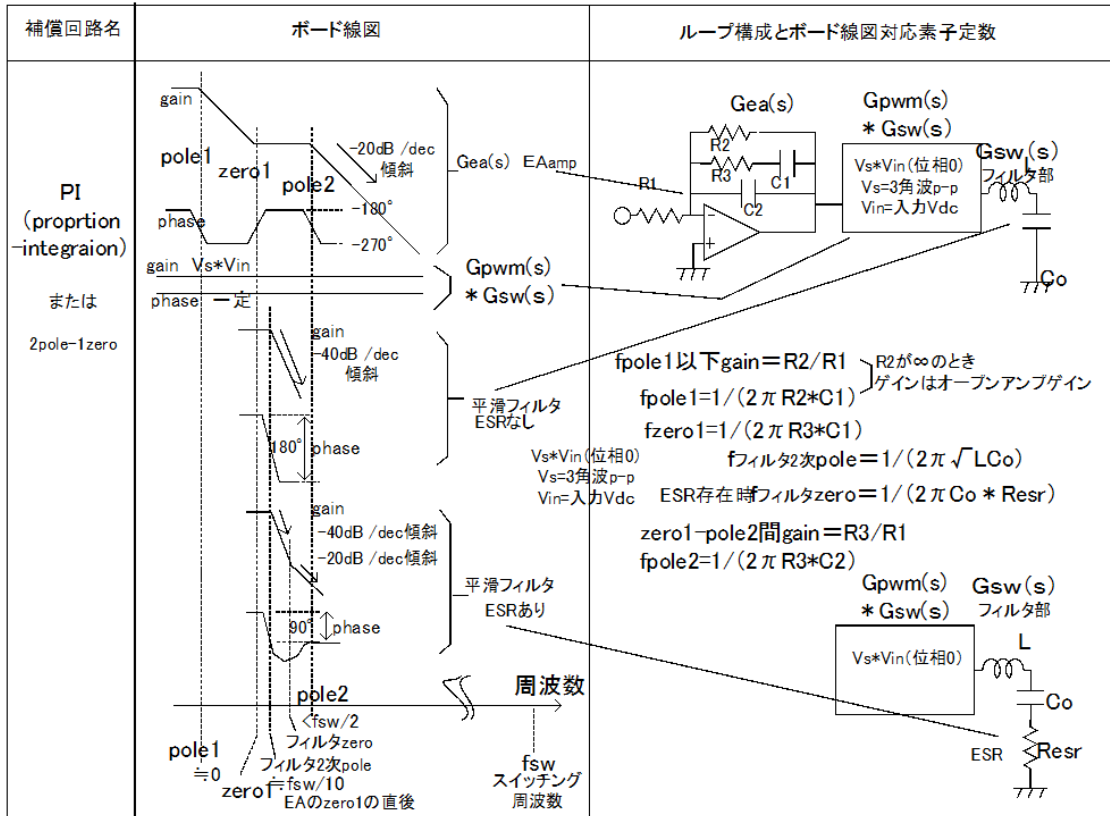 補償回路名
ボード線図
ループ構成とボード線図対応素子定数
PI
(proprtion
-integraion)
または
2pole-1zero
gain
pole1
zero1
pole2
-20dB /dec
傾斜
phase
-180°
-270°
Gea(s) EAamp
gain Vs*Vin
phase 一定
Gpwm(s)
* Gsw(s)
gain
-40dB /dec
傾斜
180°
phase
平滑フィルタ
ESRなし
gain
-40dB /dec傾斜
-20dB /dec傾斜
90°
phase
平滑フィルタ
ESRあり
周波数
pole2
<fsw/2
フィルタzero
フィルタ2次pole
≒fsw/10
EAのzero1の直後
pole1
≒0
zero1
fsw
スイッチング
周波数
Gea(s)
R2
R3
C1
C2
R1
-
+
Gpwm(s)
* Gsw(s)
Vs*Vin(位相0)
Vs=3角波p-p
Vin=入力Vdc
Gsw(s)
フィルタ部
L
Co
fpole1以下gain=R2/R1
R2が∞のとき
ゲインはオープンアンプゲイン
fpole1=1/(2πR2*C1)
fzero1=1/(2πR3*C1)
Vs*Vin(位相0)
Vs=3角波p-p
Vin=入力Vdc
fフィルタ2次pole=1/(2π√LCo)
ESR存在時fフィルタzero=1/(2πCo*Resr)
zero1-pole2間gain=R3/R1
fpole2=1/(2πR3*C2)
Gpwm(s)
* Gsw(s)
Gsw(s)
フィルタ部
Vs*Vin(位相0)
L
Co
ESR
Resr